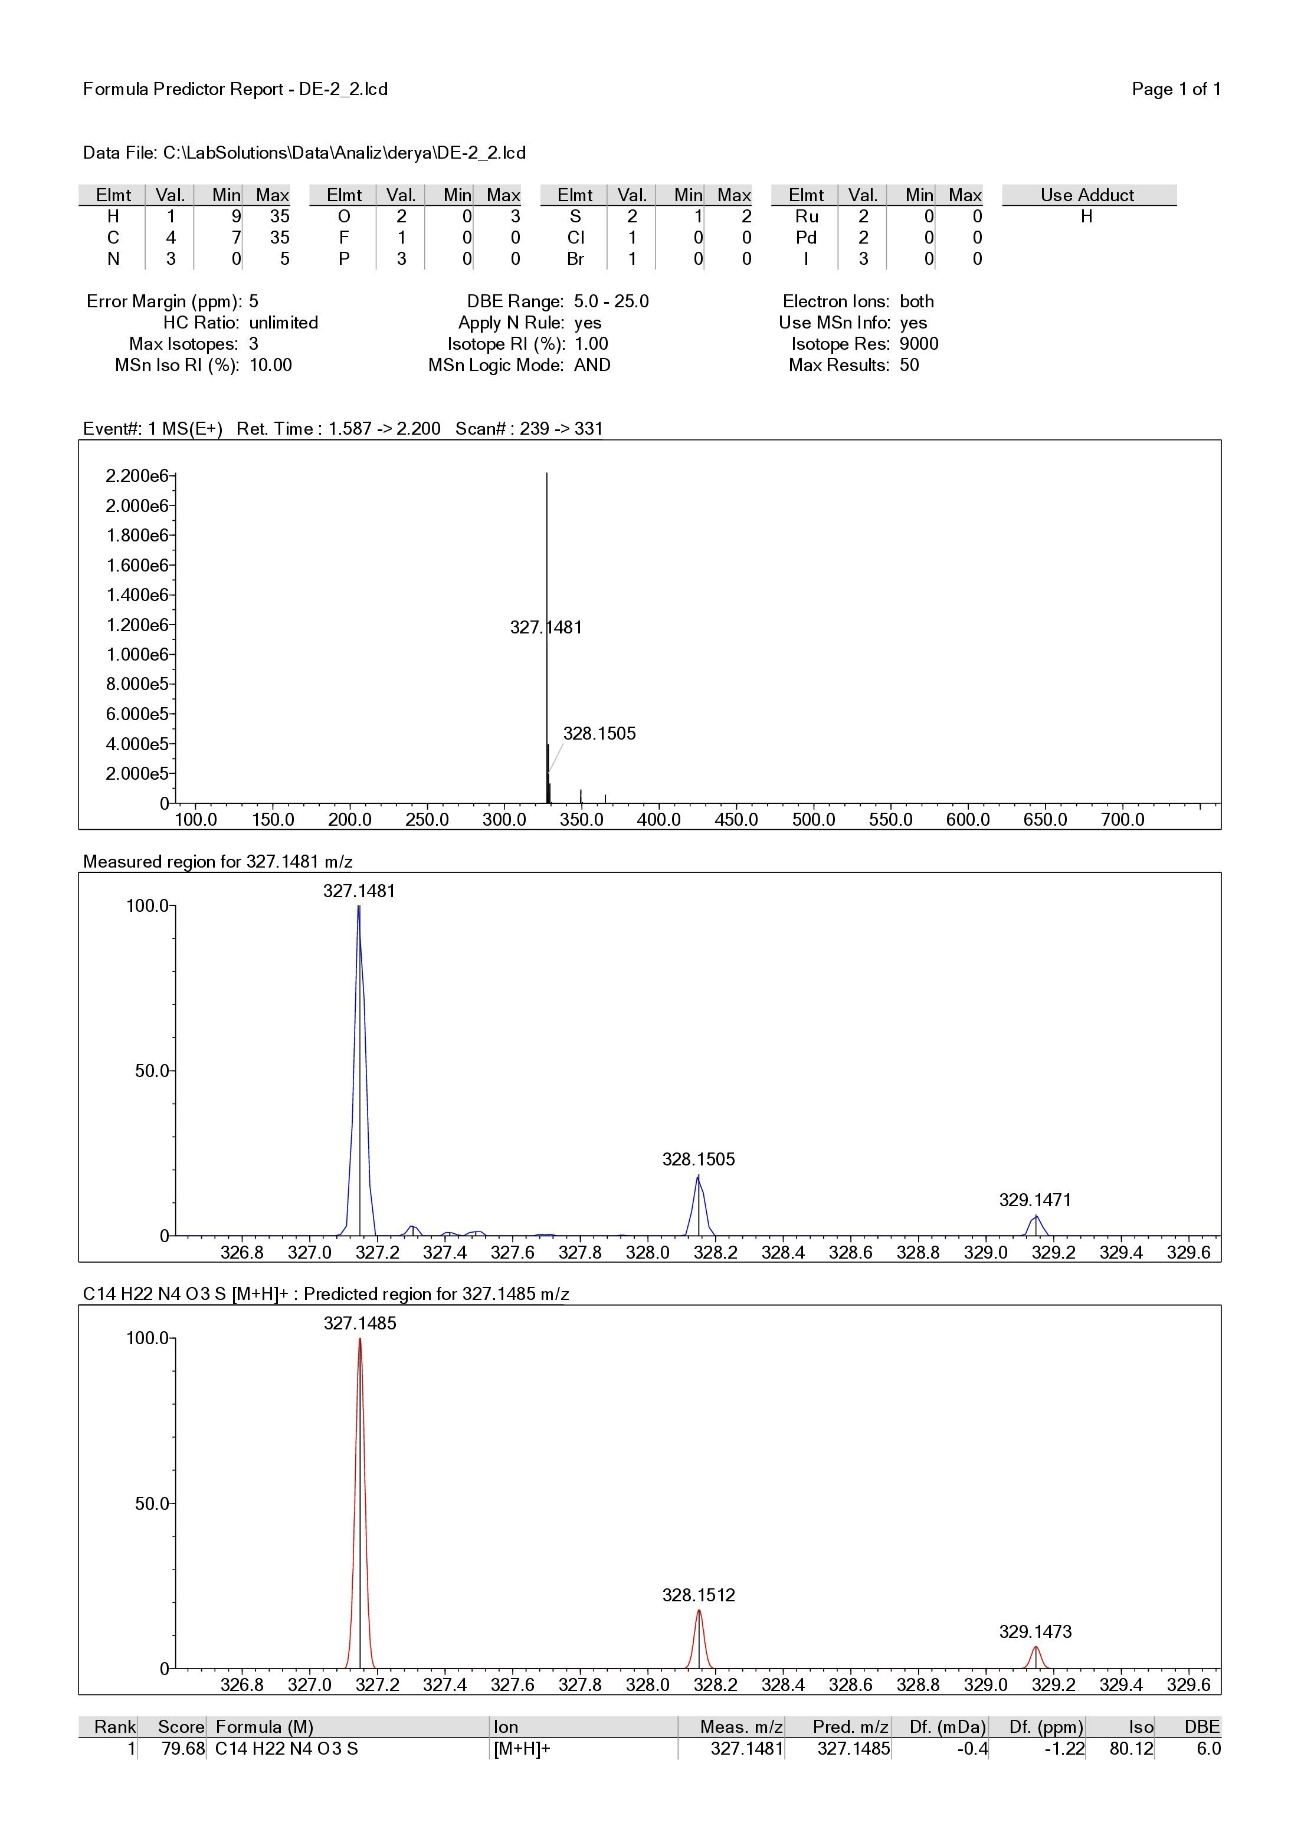 Formula Predictor Report - DE-2_2.lcd Page 1 of 1
Data File: C:\LabSolutions\Data\Analiz\derya\DE-2_2.lcd
Elmt Val. Min Max Elmt Val. Min Max Elmt Val. Min Max Elmt Val. Min Max Use Adduct
H 1 9 35 O 2 0 3 S 2 1 2 Ru 2 0 0 H
C 4 7 35 F 1 0 0 Cl 1 0 0 Pd 2 0 0
N 3 0 5 P 3 0 0 Br 1 0 0 I 3 0 0
Error Margin (ppm): 5 DBE Range: 5.0 - 25.0 Electron Ions: both
HC Ratio: unlimited Apply N Rule: yes Use MSn Info: yes
Max Isotopes: 3 Isotope RI (%): 1.00 Isotope Res: 9000
MSn Iso RI (%): 10.00 MSn Logic Mode: AND Max Results: 50
Event#: 1 MS(E+) Ret. Time : 1.587 -> 2.200 Scan# : 239 -> 331
2.200e6
2.000e6
1.800e6
1.600e6
1.400e6
1.200e6
327.1481
1.000e6
8.000e5
6.000e5
328.1505
4.000e5
2.000e5
0
100.0 150.0 200.0 250.0 300.0 350.0 400.0 450.0 500.0 550.0 600.0 650.0 700.0
Measured region for 327.1481 m/z
327.1481
100.0
50.0
328.1505
329.1471
0
326.8 327.0 327.2 327.4 327.6 327.8 328.0 328.2 328.4 328.6 328.8 329.0 329.2 329.4 329.6
C14 H22 N4 O3 S [M+H]+ : Predicted region for 327.1485 m/z
327.1485
100.0
50.0
328.1512
329.1473
0
326.8 327.0 327.2 327.4 327.6 327.8 328.0 328.2 328.4 328.6 328.8 329.0 329.2 329.4 329.6
Rank Score Formula (M) Ion Meas. m/z Pred. m/z Df. (mDa) Df. (ppm) Iso DBE
1 79.68 C14 H22 N4 O3 S [M+H]+ 327.1481 327.1485 -0.4 -1.22 80.12 6.0